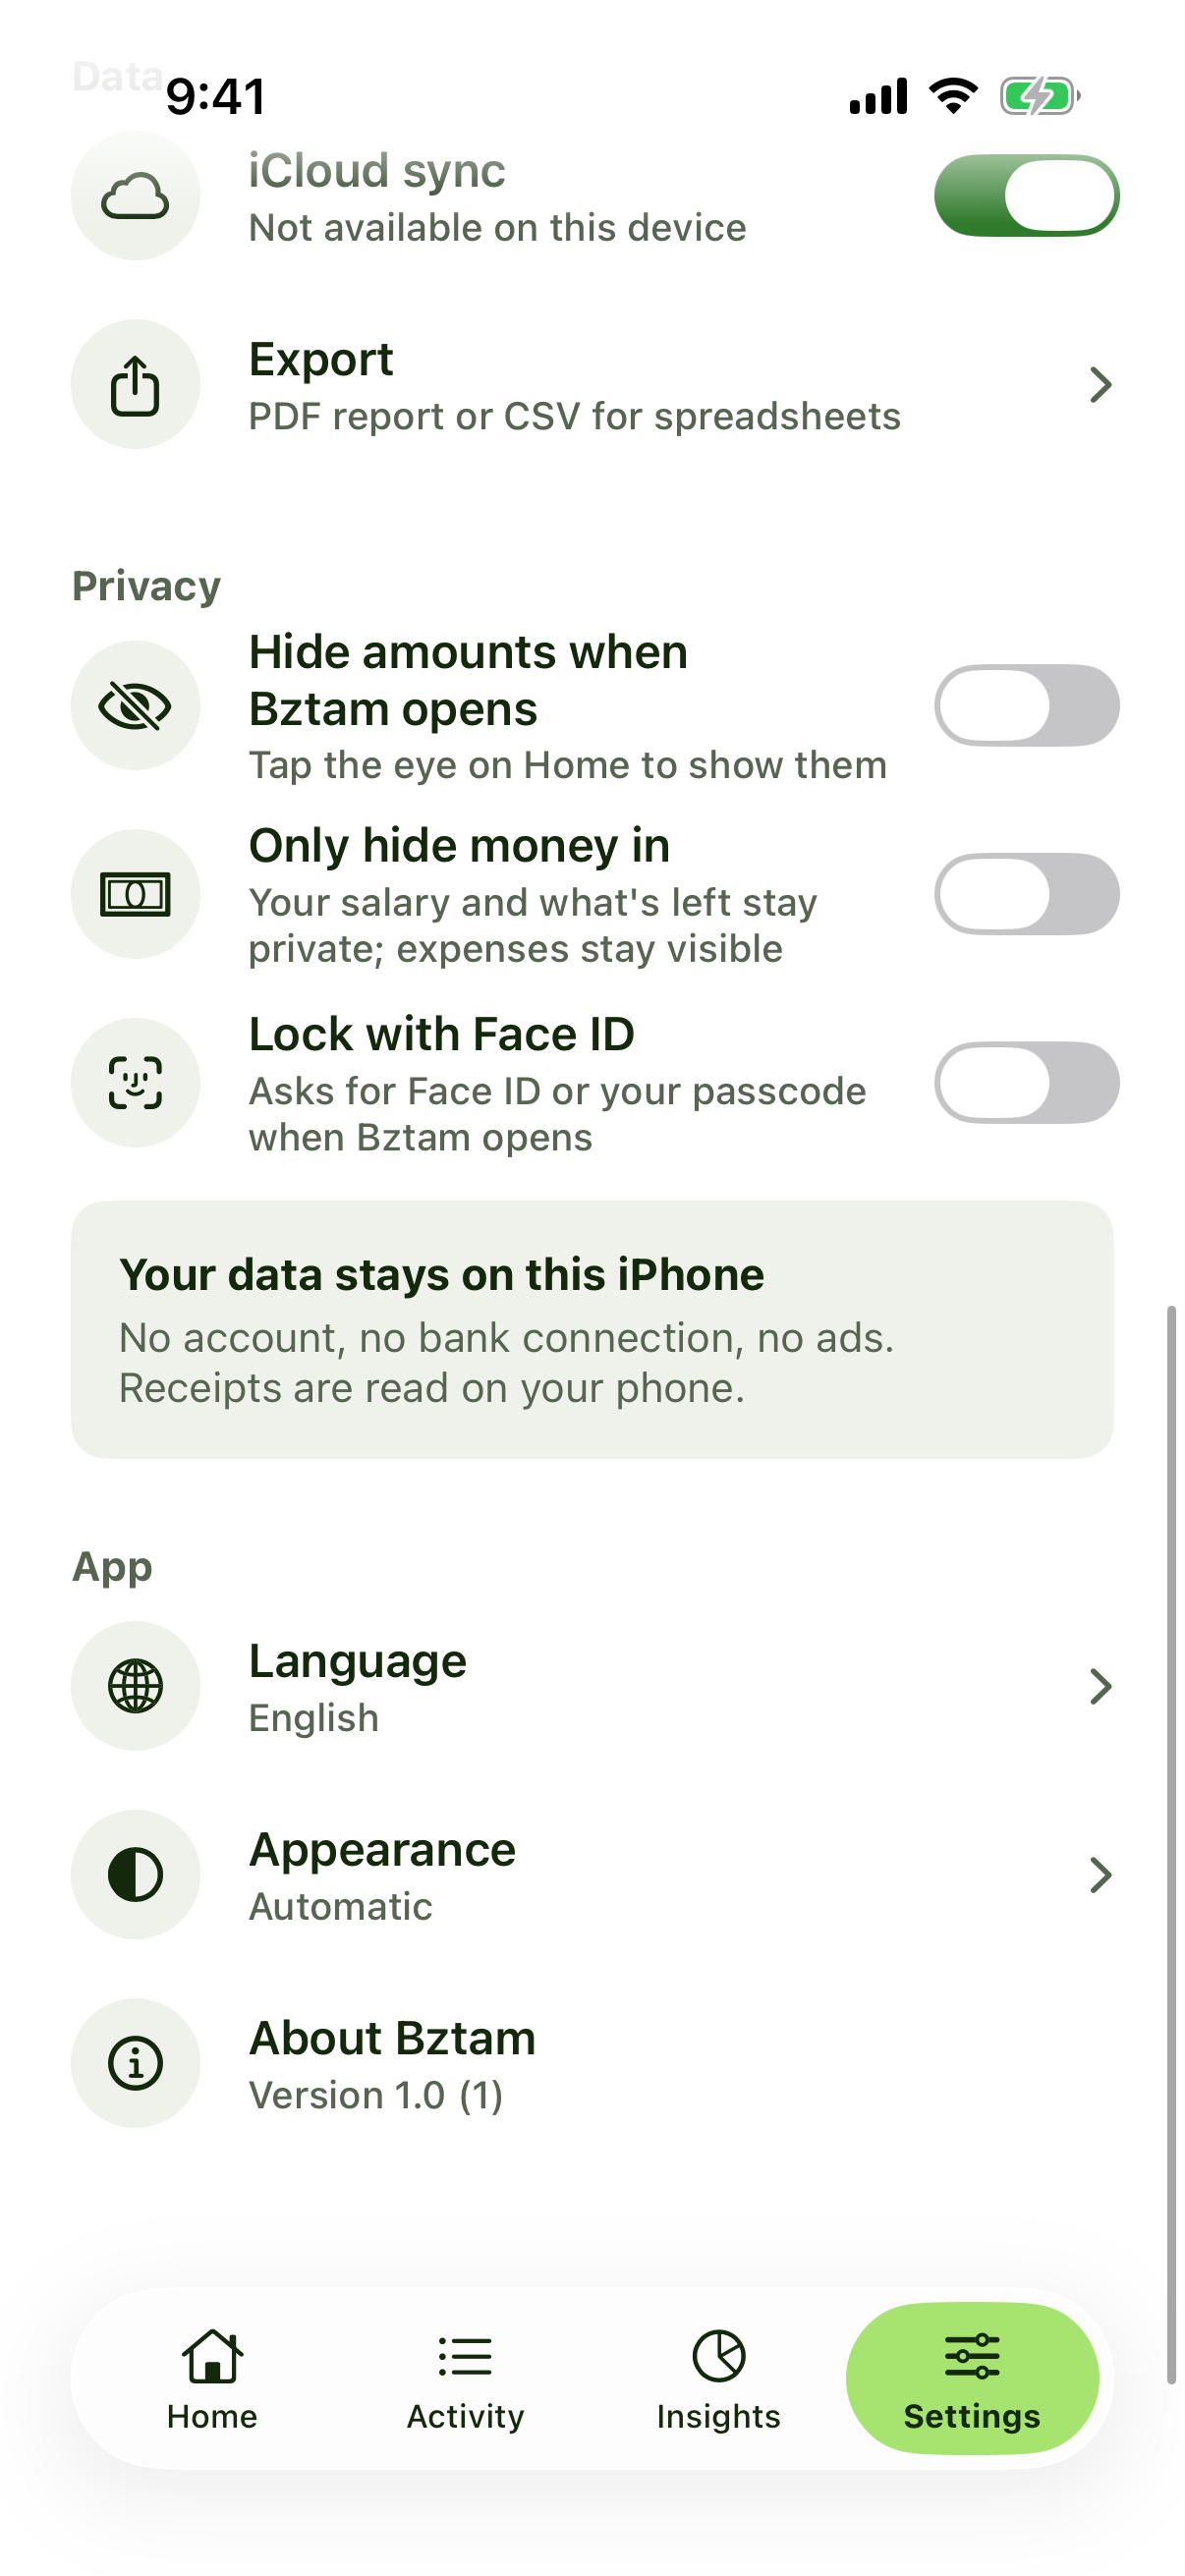 Data
9:41
iCloud sync
Not available on this device
Export
PDF report or CSV for spreadsheets
Privacy
Hide amounts when
Bztam opens
Tap the eye on Home to show them
Only hide money in
Your salary and what's left stay
private; expenses stay visible
Lock with Face ID
Asks for Face ID or your passcode
when Bztam opens
Your data stays on this iPhone
No account, no bank connection, no ads.
Receipts are read on your phone.
App
Language
English
Appearance
Automatic
About Bztam
Version 1.0 (1)
Home
Activity
Insights
Settings